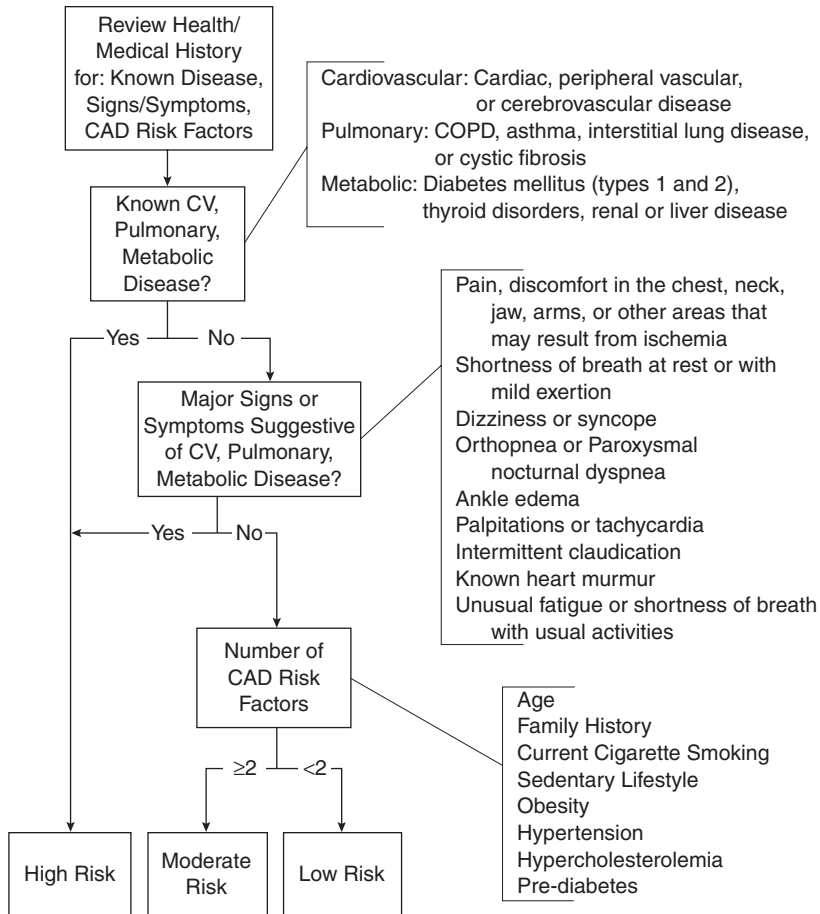 Review Health/
Medical History
for: Known Disease,
Signs/Symptoms,
CAD Risk Factors
Cardiovascular: Cardiac, peripheral vascular,
or cerebrovascular disease
Pulmonary: COPD, asthma, interstitial lung disease,
or cystic fibrosis
Metabolic: Diabetes mellitus (types 1 and 2),
thyroid disorders, renal or liver disease
Known CV,
Pulmonary,
Metabolic
Disease?
Yes No
Major Signs or
Symptoms Suggestive
of CV, Pulmonary,
Metabolic Disease?
Pain, discomfort in the chest, neck,
jaw, arms, or other areas that
may result from ischemia
Shortness of breath at rest or with
mild exertion
Dizziness or syncope
Orthopnea or Paroxysmal
nocturnal dyspnea
Ankle edema
Palpitations or tachycardia
Intermittent claudication
Known heart murmur
Unusual fatigue or shortness of breath
with usual activities
Yes No
Number of
CAD Risk
Factors
Age
Family History
Current Cigarette Smoking
Sedentary Lifestyle
Obesity
Hypertension
Hypercholesterolemia
Pre-diabetes
≥2 <2
High Risk
Moderate
Risk
Low Risk